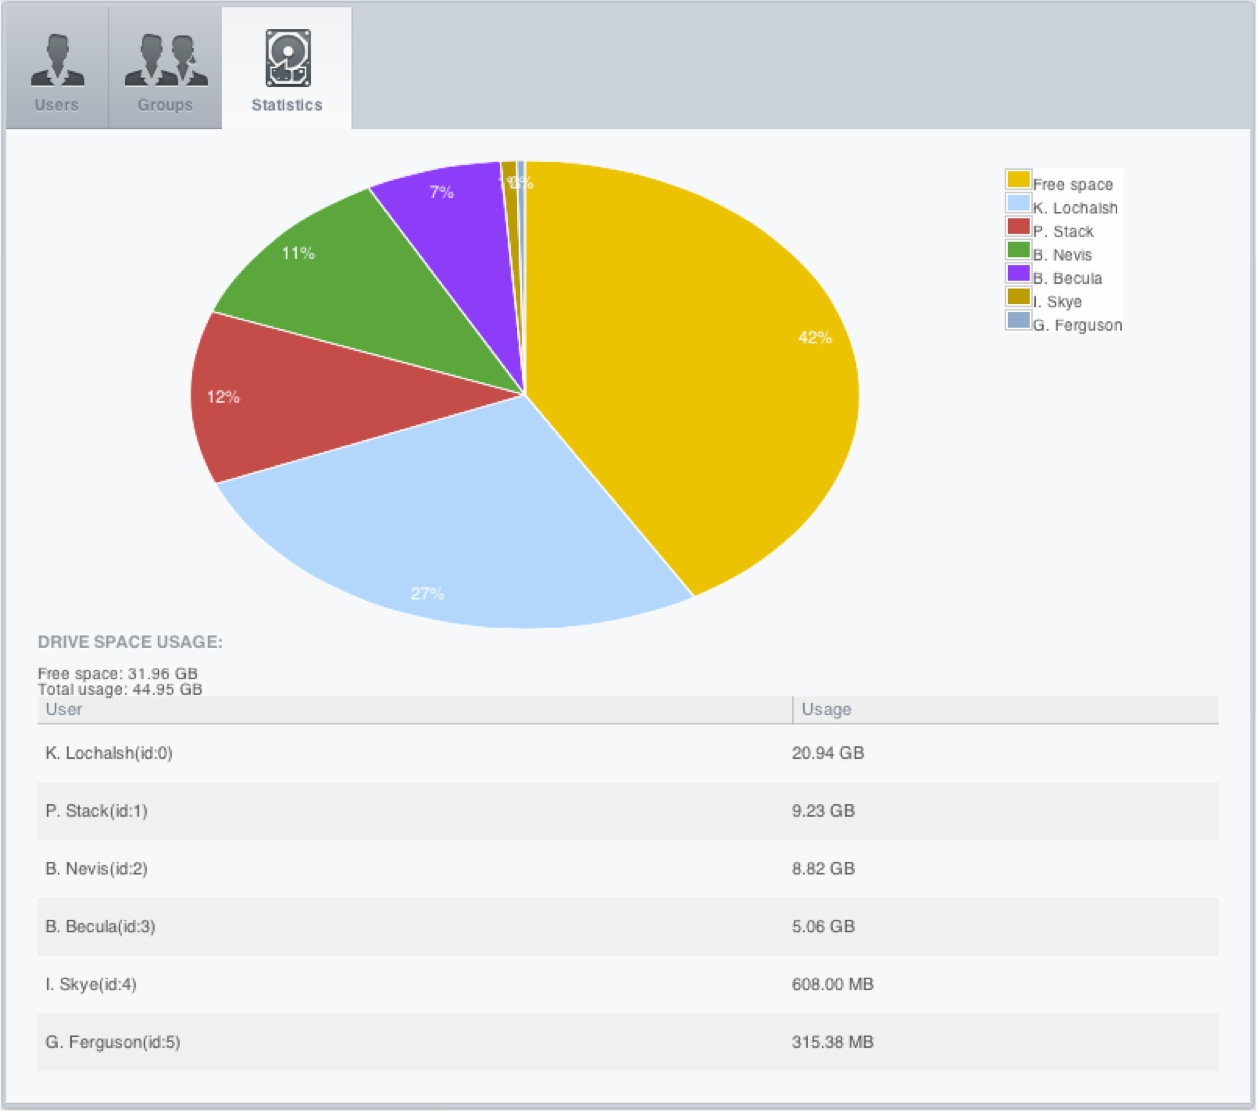 Users
Groups
Statistics
Free space
K. Lochalsh
P. Stack
B. Nevis
B. Becula
I. Skye
G. Ferguson
7%
11%
42%
12%
27%
DRIVE SPACE USAGE:
Free space: 31.96 GB
Total usage: 44.95 GB
User Usage
K. Lochalsh(id:0) 20.94 GB
P. Stack(id:1) 9.23 GB
B. Nevis(id:2) 8.82 GB
B. Becula(id:3) 5.06 GB
I. Skye(id:4) 608.00 MB
G. Ferguson(id:5) 315.38 MB